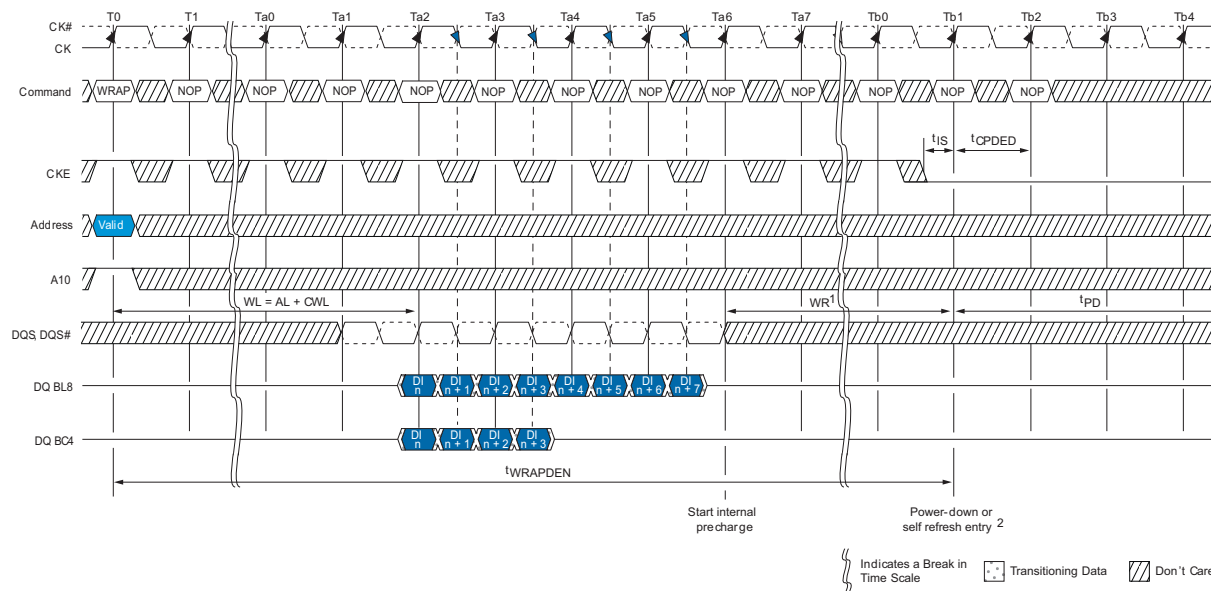 T0 T1 Ta0 Ta1 Ta2 Ta3 Ta4 Ta5 Ta6 Ta7 Tb0 Tb1 Tb2 Tb3 Tb4
CK#
CK
Command WRAP NOP NOP NOP NOP NOP NOP NOP NOP NOP NOP NOP NOP
tIS tCPDED
CKE
Address Valid
A10
WL = AL + CWL WR1 tPD
DQS, DQS#
DQ BL8 DI n DI n + 1 DI n + 2 DI n + 3 DI n + 4 DI n + 5 DI n + 6 DI n + 7
DQ BC4 DI n DI n + 1 DI n + 2 DI n + 3
tWRAPDEN
Start internal
precharge
Power-down or
self refresh entry 2
Indicates a Break in
Time Scale
Transitioning Data
Don't Care